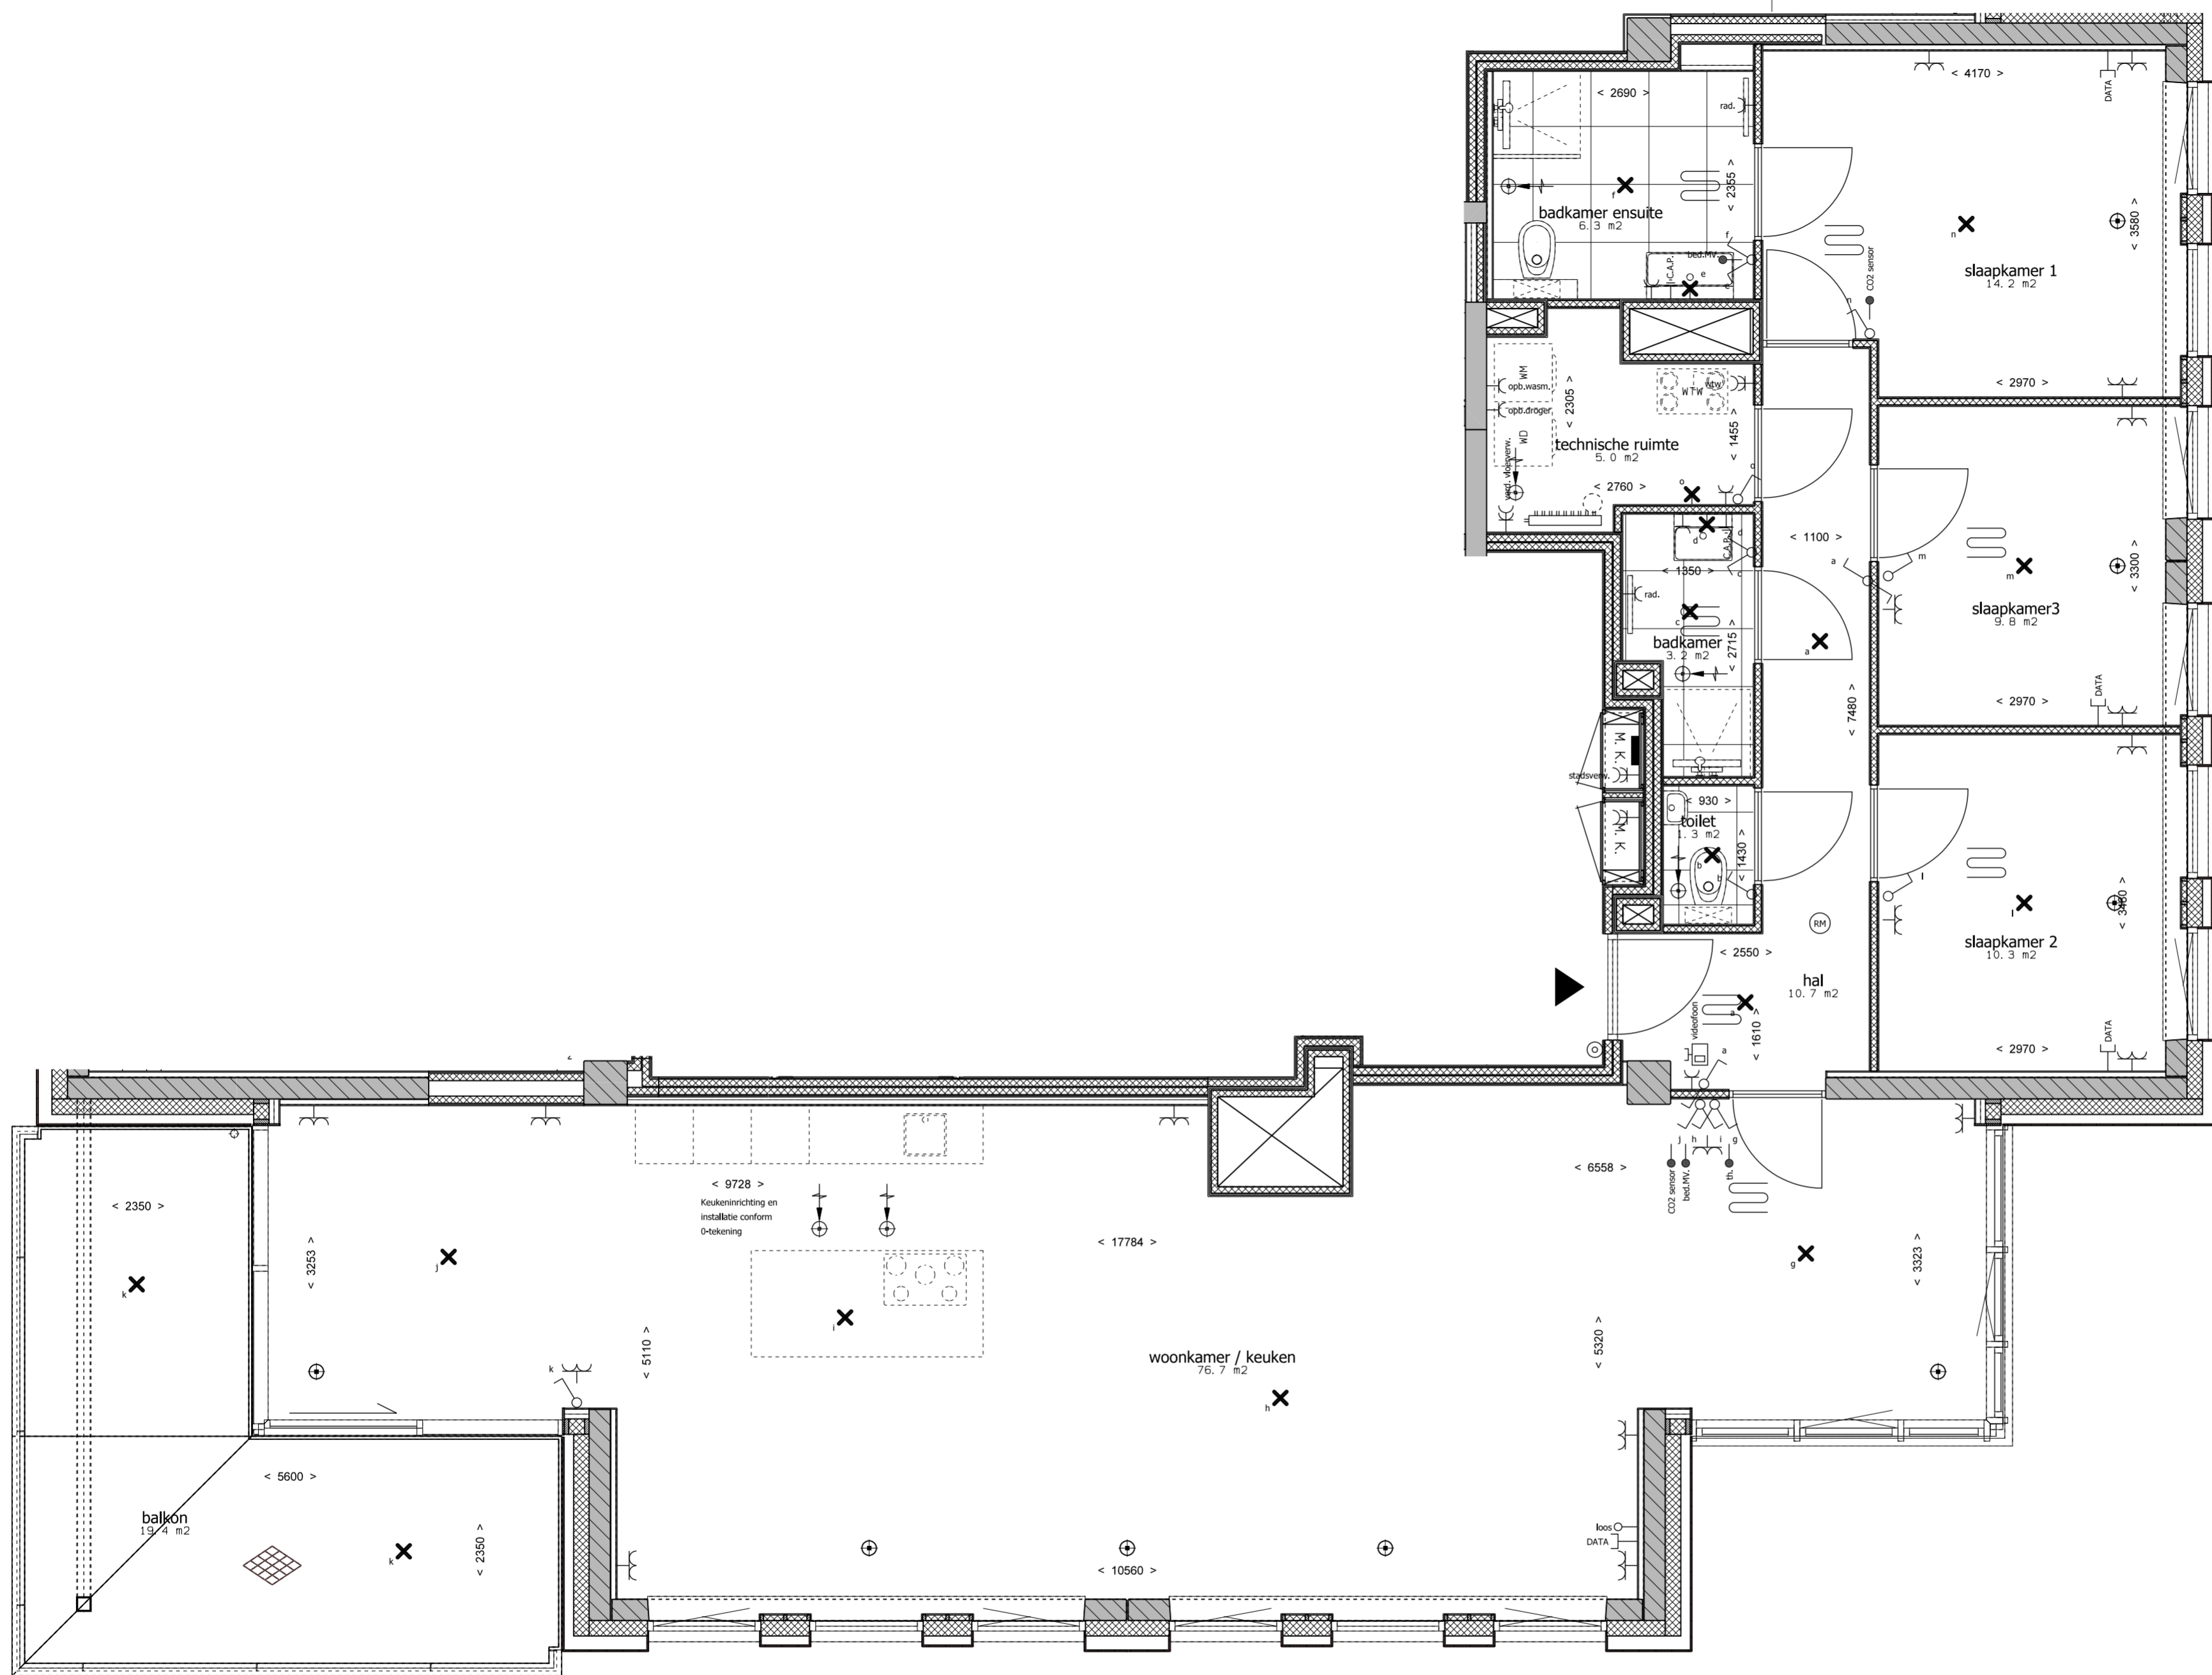 < 4170 >
DATA
< 2690 >
rad.
< 2355 >
f
badkamer ensuite
6.3 m2
f
bed.MV.
C.A.P.
e
e
n
CO2 sensor
n
slaapkamer 1
14.2 m2
< 3580 >
< 2970 >
WM
opb.wasm.
opb.droger
WD
< 2305 >
WTW
wtw
< 1455 >
technische ruimte
5.0 m2
verd. vloerverw.
< 2760 >
o
o
d
d
C.A.P.
< 1350 >
c
rad.
c
badkamer
3.2 m2
< 2715 >
< 1100 >
a
a
m
m
slaapkamer3
9.8 m2
< 3300 >
< 2970 >
DATA
< 7480 >
M.K.
stadsverw.
M.K.
< 930 >
toilet
1.3 m2
b
b
< 1430 >
RM
< 2550 >
hal
10.7 m2
videofoon
a
< 1610 >
a
l
l
slaapkamer 2
10.3 m2
< 3460 >
< 2970 >
DATA
j h i g
CO2 sensor
bed.MV.
th.
< 6558 >
< 9728 >
Keukeninrichting en
installatie conform
0-tekening
< 2350 >
k
< 3253 >
j
< 17784 >
g
< 3323 >
i
< 5110 >
k
woonkamer / keuken
76.7 m2
h
< 5320 >
< 5600 >
balkon
19.4 m2
k
< 2350 >
loos
DATA
< 10560 >